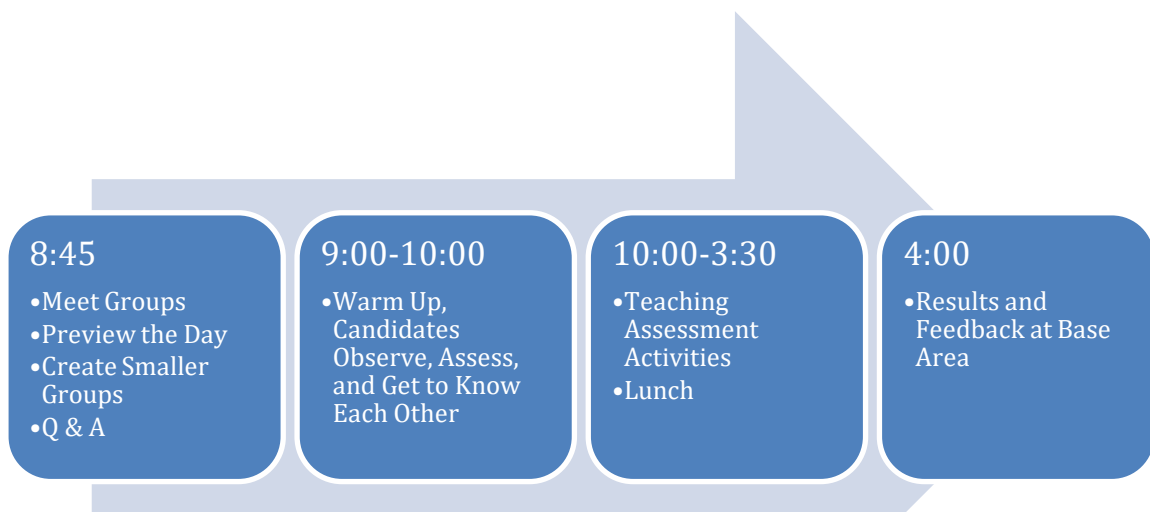 8:45
•Meet Groups
•Preview the Day
•Create Smaller
Groups
•Q & A
9:00-10:00
•Warm Up,
Candidates
Observe, Assess,
and Get to Know
Each Other
10:00-3:30
•Teaching
Assessment
Activities
•Lunch
4:00
•Results and
Feedback at Base
Area